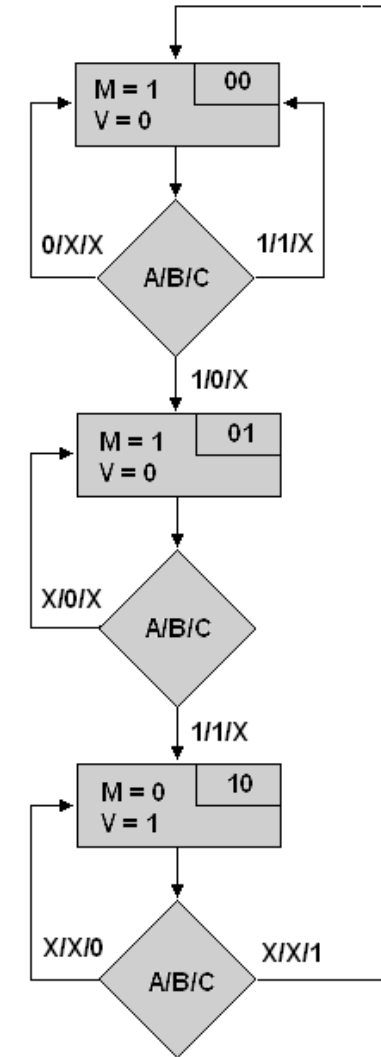 M = 1
00
V = 0
0/X/X
1/1/X
A/B/C
1/0/X
M = 1
01
V = 0
X/0/X
A/B/C
1/1/X
M = 0
10
V = 1
X/X/0
X/X/1
A/B/C